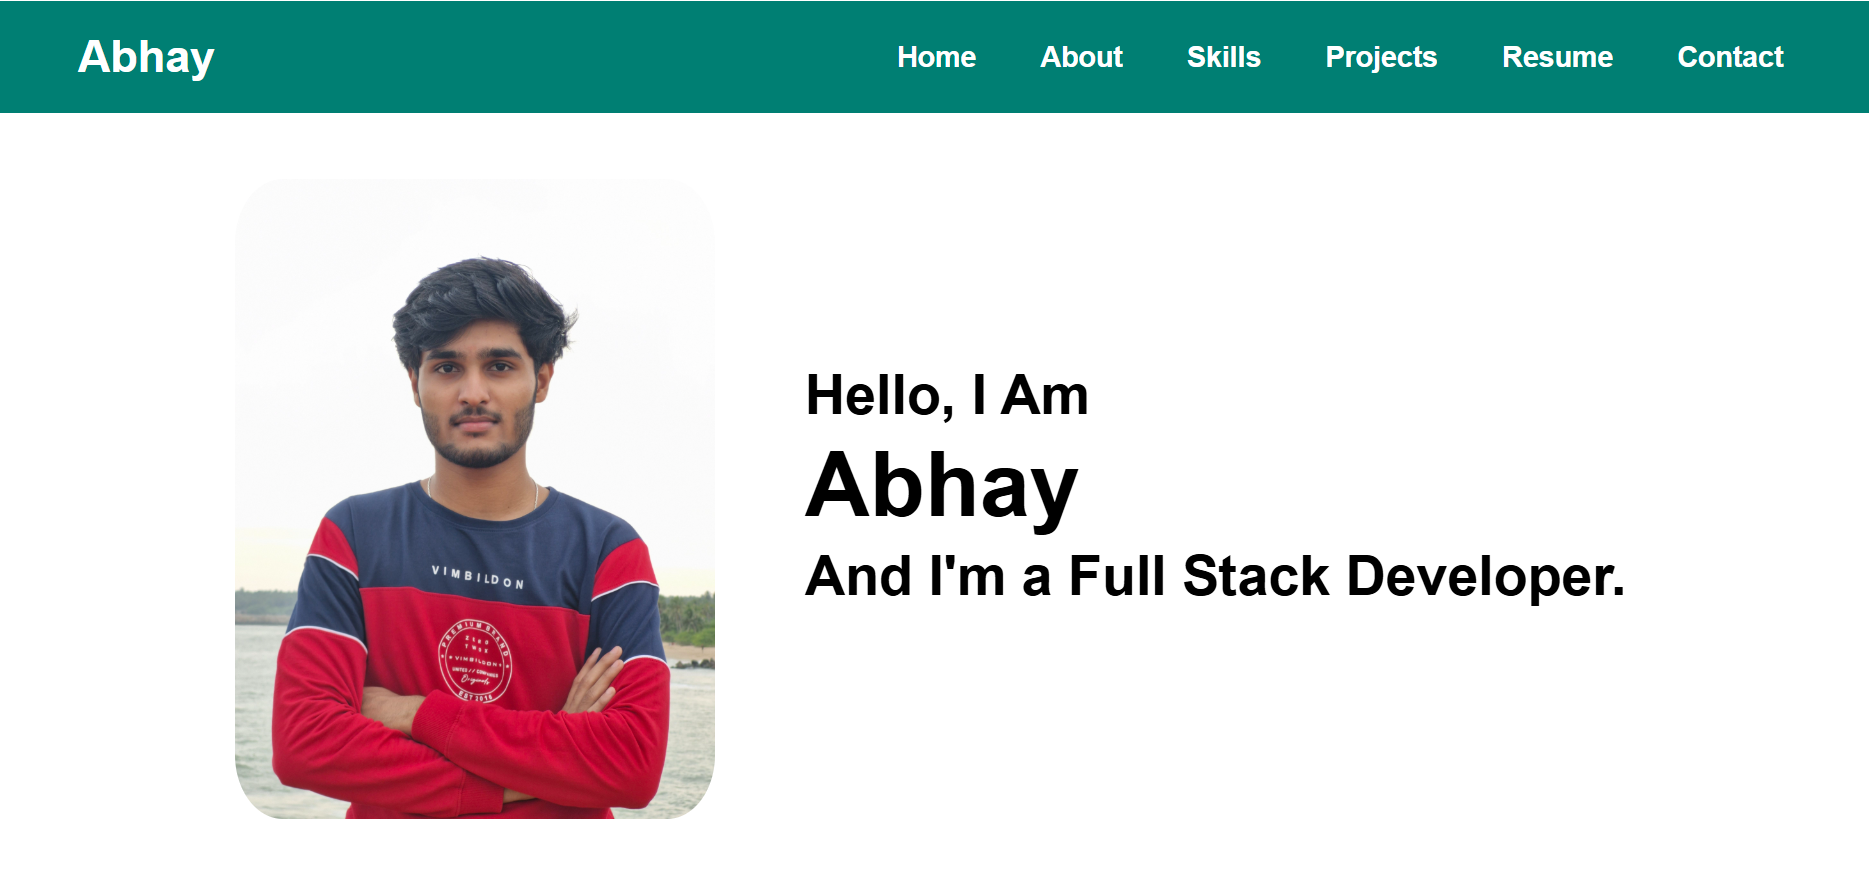 Abhay
Home About Skills Projects Resume Contact
Hello, I Am
Abhay
And I'm a Full Stack Developer.
VIMBILDON
PREMIUM BRAND
VIMBILDON
Originals
EST 2016